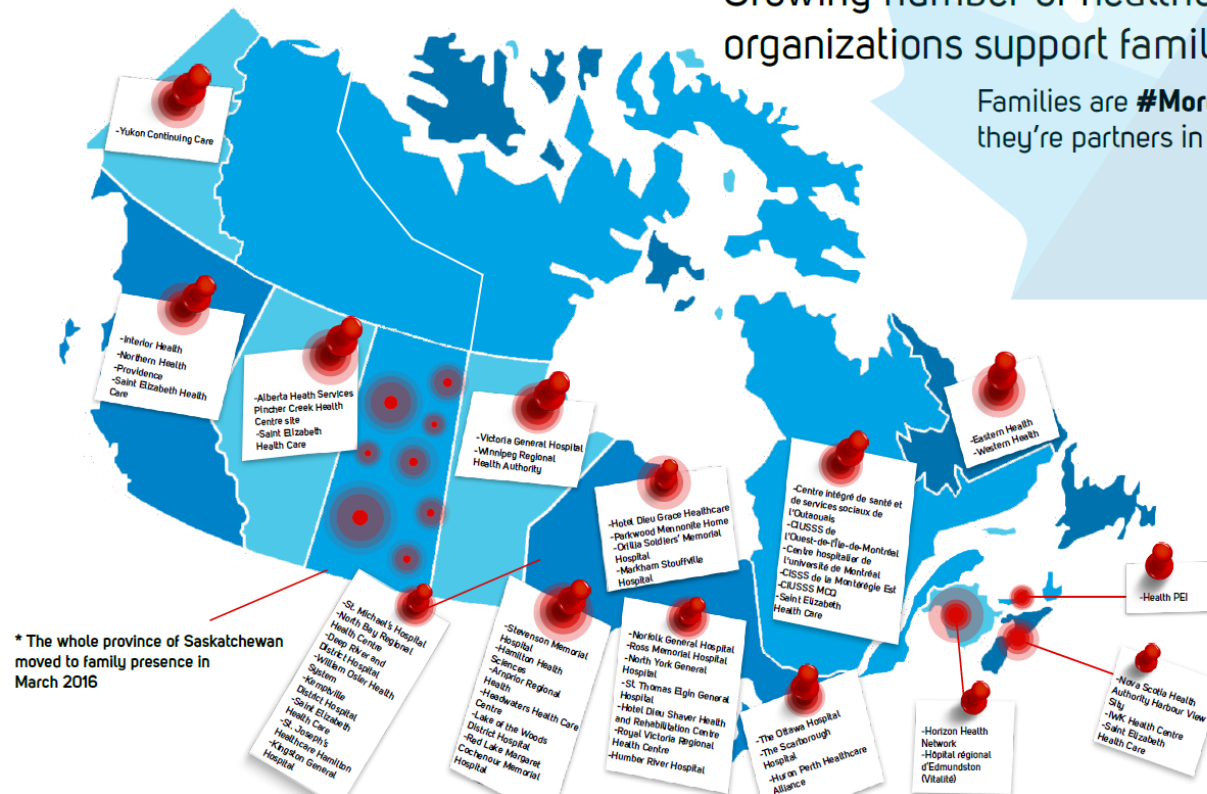 Growing number of
organizations support famil
Families are #Mor
they're partners in
-Yukon Continuing Care
-Interior Health
-Northern Health
-Providence
-Saint Elizabeth Health
Care
-Alberta Heath Services
Pincher Creek Health
Centre site
-Saint Elizabeth
Health Care
-Victoria General Hospital
-Winnipeg Regional
Health Authority
-Hotel Dieu Grace Healthcare
-Parkwood Mennonite Home
-Orillia Soldiers' Memorial
Hospital
-Markham Stouffville
Hospital
-Centre intégré de santé et
de services sociaux de
l'Outaouais
-CIUSSS de
l'Ouest-de-l'Île-de-Montréal
-Centre hospitalier de
l'université de Montréal
-CISSS de la Montérégie Est
-CIUSSS MCQ
-Saint Elizabeth
Health Care
-Eastern Health
-Western Health
-Health PEI
* The whole province of Saskatchewan
moved to family presence in
March 2016
-St. Michael's Hospital
-North Bay Regional
Health Centre
-Deep River and
District Hospital
-William Osler Health
System
-Kemptville
District Hospital
-Saint Elizabeth
Health Care
-St. Joseph's
Healthcare Hamilton
-Kingston General
Hospital
-Stevenson Memorial
Hospital
-Hamilton Health
Sciences
-Arnprior Regional
Health
-Headwaters Health Care
Centre
-Lake of the Woods
District Hospital
-Red Lake Margaret
Cochenour Memorial
Hospital
-Norfolk General Hospital
-Ross Memorial Hospital
-North York General
Hospital
-St. Thomas Elgin General
Hospital
-Hotel Dieu Shaver Health
and Rehabilitation Centre
-Royal Victoria Regional
Health Centre
-Humber River Hospital
-The Ottawa Hospital
-The Scarborough
Hospital
-Huron Perth Healthcare
Alliance
-Horizon Health
Network
-Hôpital régional
d'Edmundston
(Vitalité)
-Nova Scotia Health
Authority Harbour View
Sity
-IWK Health Centre
-Saint Elizabeth
Health Care